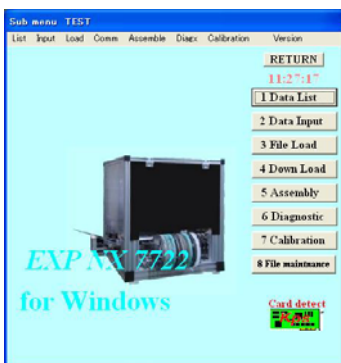 Sub menu TEST
List Input Load Comm Assemble Diagx Calibration Version
RETURN
11:27:17
1 Data List
2 Data Input
3 File Load
4 Down Load
5 Assembly
6 Diagnostic
7 Calibration
8 File maintnance
EXP NX 7722
for Windows
Card detect